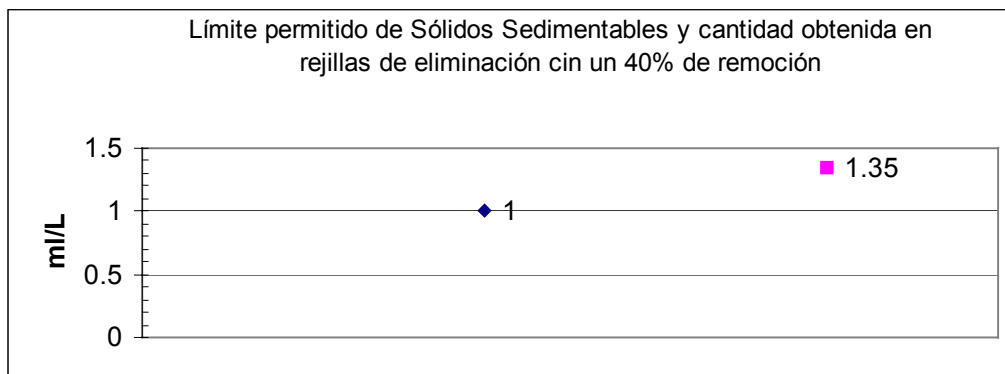 Límite permitido de Sólidos Sedimentables y cantidad obtenida en
rejillas de eliminación cin un 40% de remoción
1.5
1.35
1
1
0.5
0
ml/L